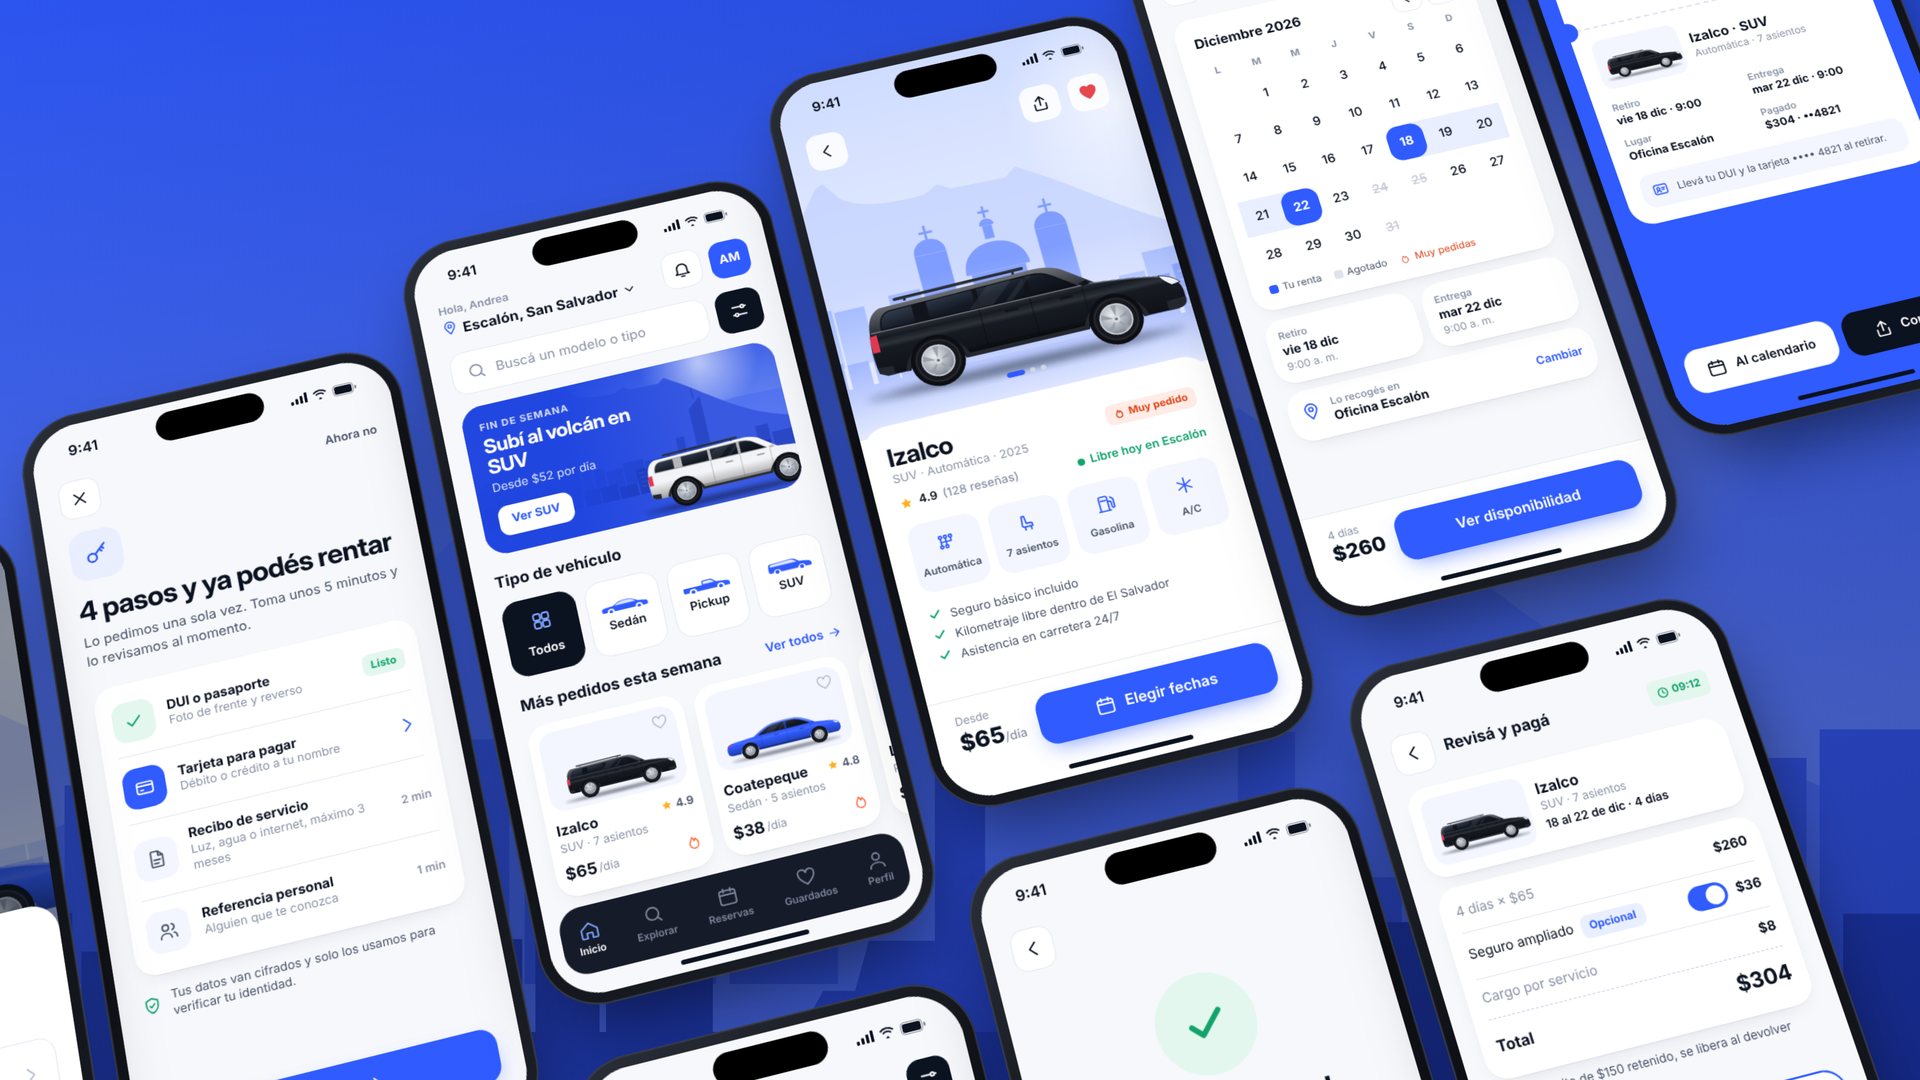 9:41
Ahora no
4 pasos y ya podés rentar
Lo pedimos una sola vez. Toma unos 5 minutos y
lo revisamos al momento.
DUI o pasaporte
Foto de frente y reverso
Listo
Tarjeta para pagar
Débito o crédito a tu nombre
Recibo de servicio
Luz, agua o internet, máximo 3
meses
2 min
Referencia personal
Alguien que te conozca
1 min
Tus datos van cifrados y solo los usamos para
verificar tu identidad.
9:41
Hola, Andrea
Escalón, San Salvador
AM
Buscá un modelo o tipo
FIN DE SEMANA
Subí al volcán en
SUV
Desde $52 por día
Ver SUV
Tipo de vehículo
Todos
Sedán
Pickup
SUV
Más pedidos esta semana
Ver todos
Izalco
4.9
SUV · 7 asientos
$65/día
Coatepeque
4.8
Sedán · 5 asientos
$38/día
Inicio
Explorar
Reservas
Guardados
Perfil
9:41
Muy pedido
Izalco
SUV · Automática · 2025
4.9 (128 reseñas)
Libre hoy en Escalón
Automática
7 asientos
Gasolina
A/C
Seguro básico incluido
Kilometraje libre dentro de El Salvador
Asistencia en carretera 24/7
Desde
$65/día
Elegir fechas
Diciembre 2026
L M M J V S D
1 2 3 4 5 6
7 8 9 10 11 12 13
14 15 16 17 18 19 20
21 22 23 24 25 26 27
28 29 30 31
Tu renta
Agotado
Muy pedidas
Retiro
vie 18 dic
9:00 a. m.
Entrega
mar 22 dic
9:00 a. m.
Lo recogés en
Oficina Escalón
Cambiar
4 días
$260
Ver disponibilidad
Izalco · SUV
Automática · 7 asientos
Retiro
vie 18 dic · 9:00
Entrega
mar 22 dic · 9:00
Lugar
Oficina Escalón
Pagado
$304 · ••4821
Llevá tu DUI y la tarjeta •••• 4821 al retirar.
Al calendario
9:41
9:41
09:12
Revisá y pagá
Izalco
SUV · 7 asientos
18 al 22 de dic · 4 días
4 días × $65
$260
Seguro ampliado
Opcional
$36
Cargo por servicio
$8
Total
$304
de $150 retenido, se libera al devolver